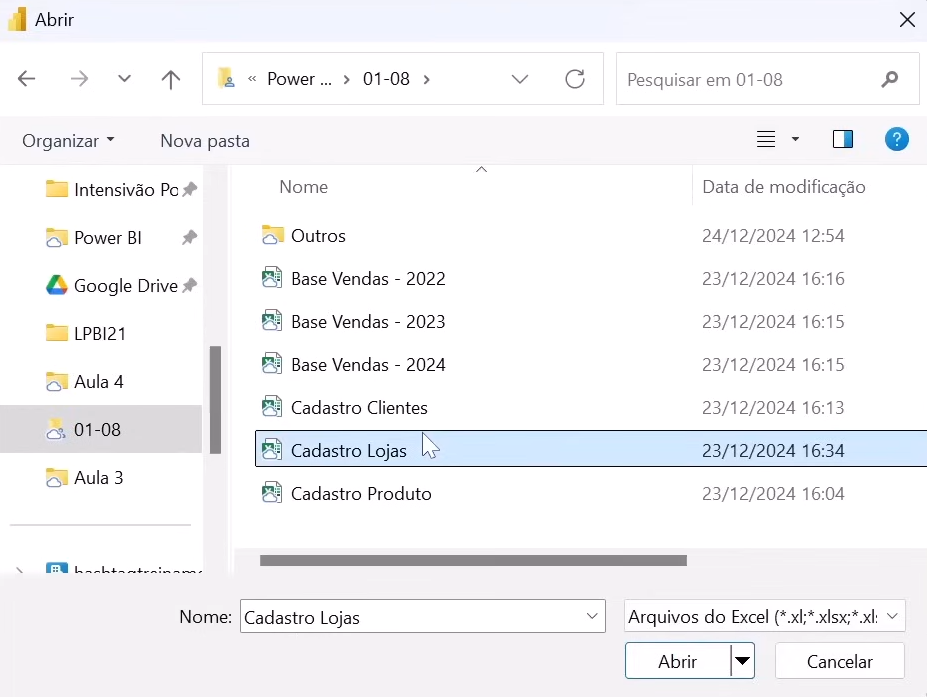 Abrir
« Power ... > 01-08 >
Pesquisar em 01-08
Organizar
Nova pasta
?
Nome
Data de modificação
Intensivão Po
Power BI
Google Drive
LPBI21
Aula 4
01-08
Aula 3
Outros 24/12/2024 12:54
Base Vendas - 2022 23/12/2024 16:16
Base Vendas - 2023 23/12/2024 16:15
Base Vendas - 2024 23/12/2024 16:15
Cadastro Clientes 23/12/2024 16:13
Cadastro Lojas 23/12/2024 16:34
Cadastro Produto 23/12/2024 16:04
Nome: Cadastro Lojas
Arquivos do Excel (*.xl;*.xlsx;*.xl:
Abrir
Cancelar